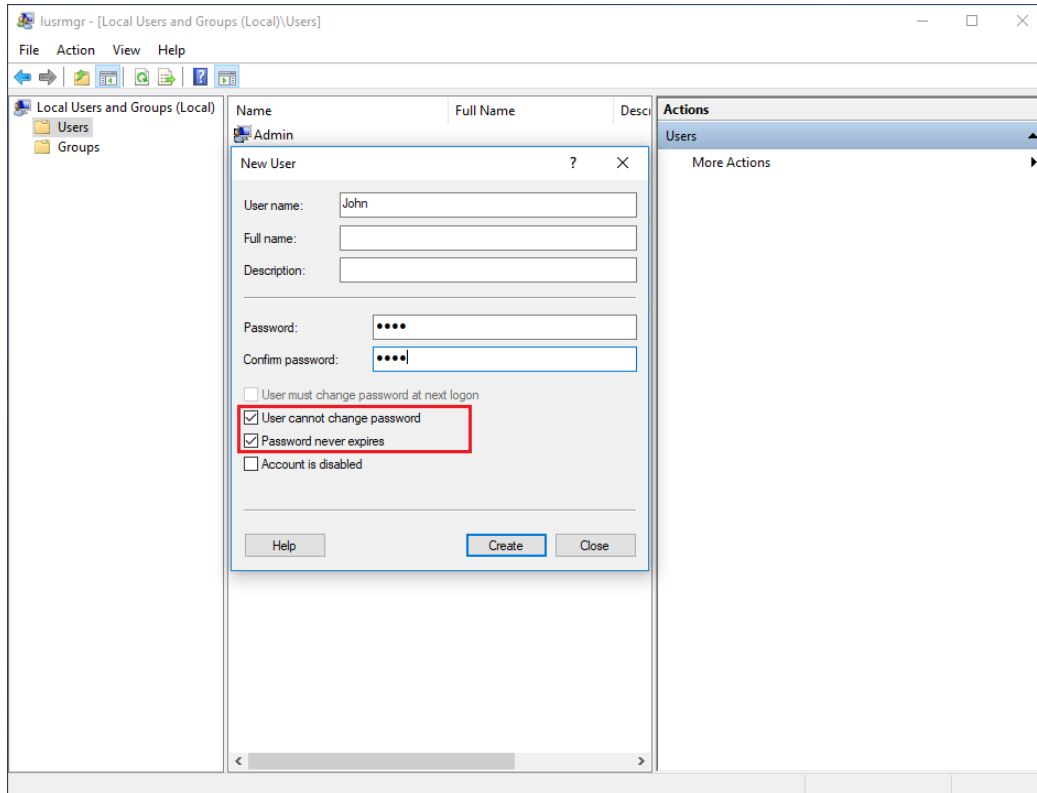 lusrmgr - [Local Users and Groups (Local)\Users]
File Action View Help
Local Users and Groups (Local)
Users
Groups
Name Full Name Descri
Admin
New User
User name: John
Full name:
Description:
Password: ••••
Confirm password: ••••
User must change password at next logon
User cannot change password
Password never expires
Account is disabled
Help Create Close
Actions
Users
More Actions